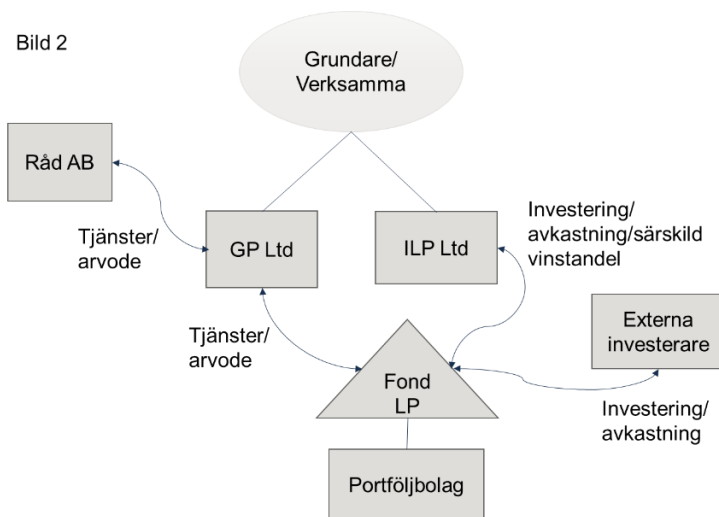 Bild 2
Grundare/
Verksamma
Råd AB
Tjänster/
arvode
GP Ltd
ILP Ltd
Investering/
avkastning/särskild
vinstandel
Tjänster/
arvode
Fond
LP
Externa
investerare
Investering/
avkastning
Portföljbolag